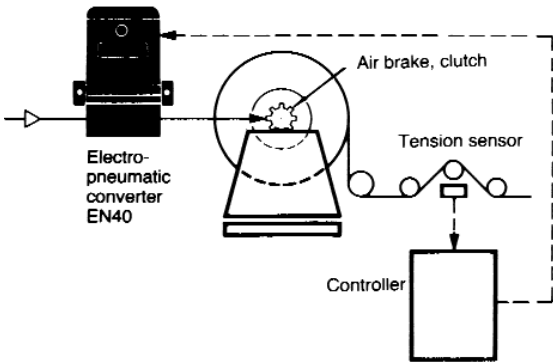 Air brake, clutch
Tension sensor
Electro-
pneumatic
converter
EN40
Controller